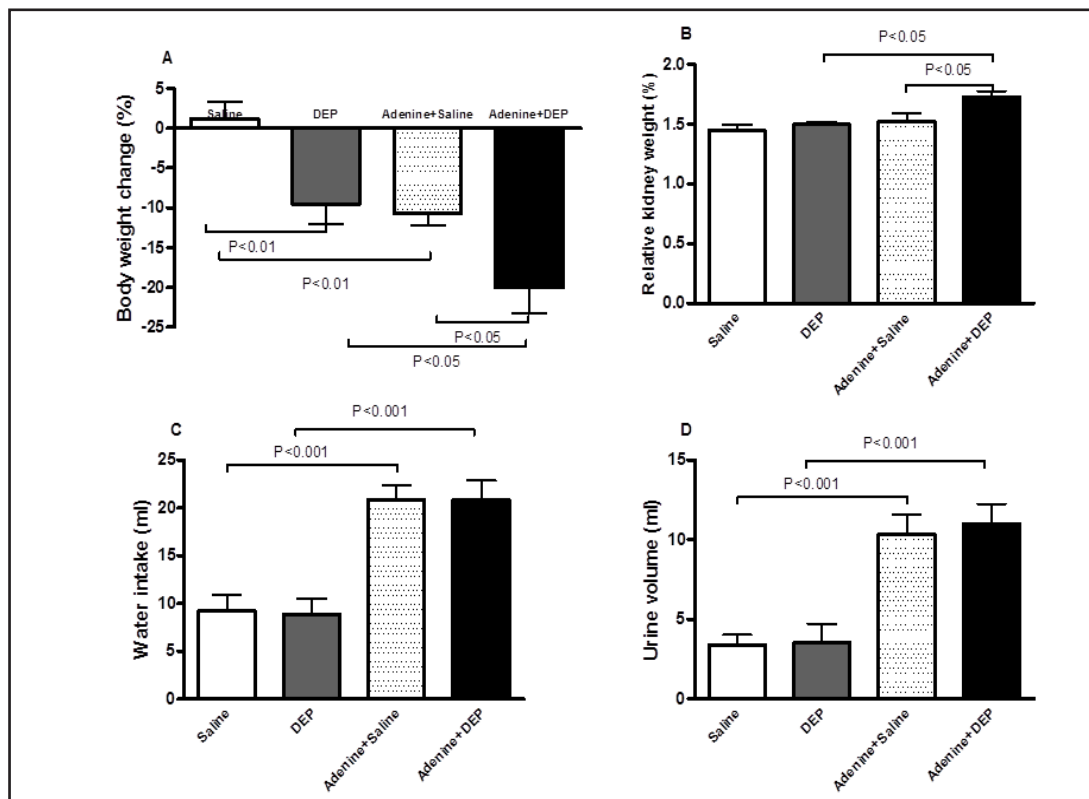 A
Body weight change (%)
5
0
-5
-10
-15
-20
-25
Saline
DEP
Adenine+Saline
Adenine+DEP
P<0.01
P<0.01
P<0.05
P<0.05
B
Relative kidney weight (%)
2.0
1.5
1.0
0.5
0.0
P<0.05
P<0.05
Saline
DEP
Adenine+Saline
Adenine+DEP
C
Water intake (ml)
25
20
15
10
5
0
P<0.001
P<0.001
Saline
DEP
Adenine+Saline
Adenine+DEP
D
Urine volume (ml)
15
10
5
0
P<0.001
P<0.001
Saline
DEP
Adenine+Saline
Adenine+DEP